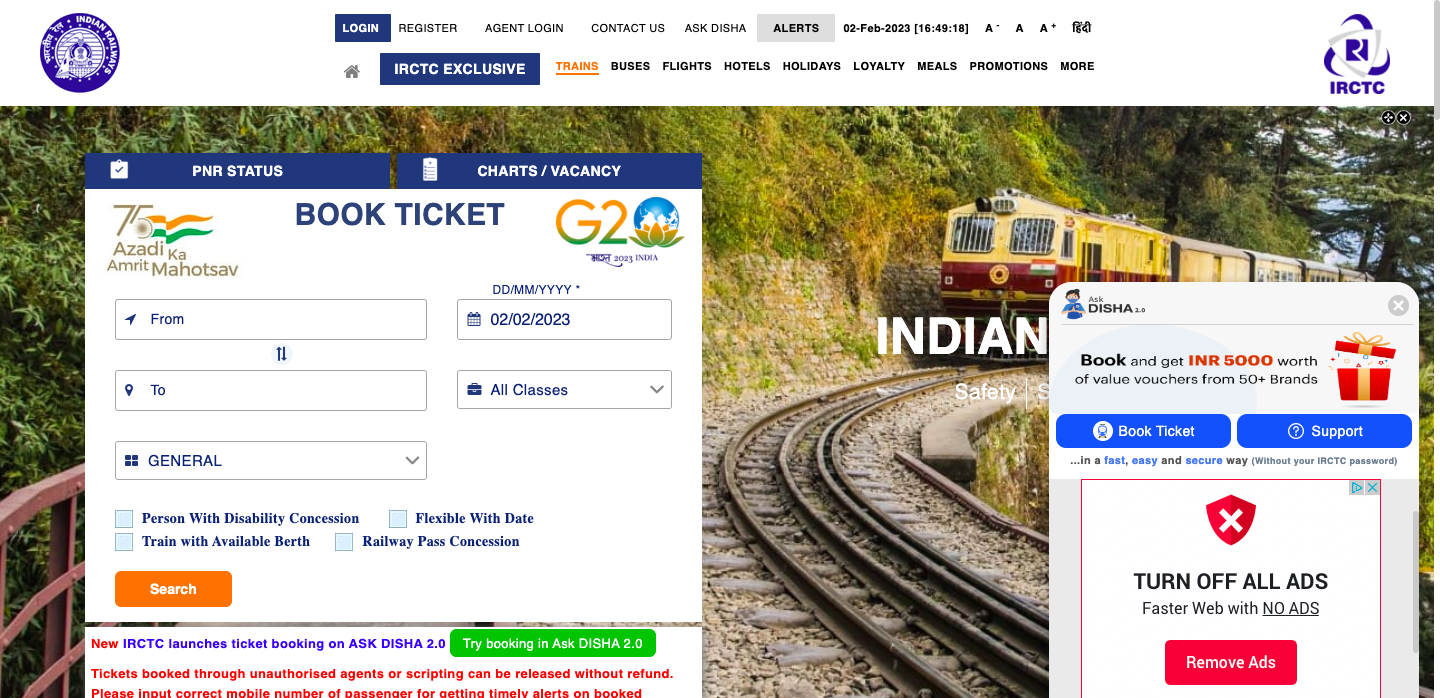 LOGIN REGISTER AGENT LOGIN CONTACT US ASK DISHA ALERTS 02-Feb-2023 [16:49:18] A - A A + हिंदी
IRCTC EXCLUSIVE TRAINS BUSES FLIGHTS HOTELS HOLIDAYS LOYALTY MEALS PROMOTIONS MORE
भारतीय रेल INDIAN RAILWAYS
IRCTC
PNR STATUS CHARTS / VACANCY
75
Azadi Ka
Amrit Mahotsav
BOOK TICKET
G20
भारत 2023 INDIA
DD/MM/YYYY *
From 02/02/2023
To All Classes
GENERAL
Person With Disability Concession Flexible With Date
Train with Available Berth Railway Pass Concession
Search
New IRCTC launches ticket booking on ASK DISHA 2.0 Try booking in Ask DISHA 2.0
Tickets booked through unauthorised agents or scripting can be released without refund.
Please input correct mobile number of passenger for getting timely alerts on booked
INDIAN
Safety | S
Ask
DISHA 2.0
Book and get INR 5000 worth
of value vouchers from 50+ Brands
Book Ticket Support
...in a fast, easy and secure way (Without your IRCTC password)
TURN OFF ALL ADS
Faster Web with NO ADS
Remove Ads